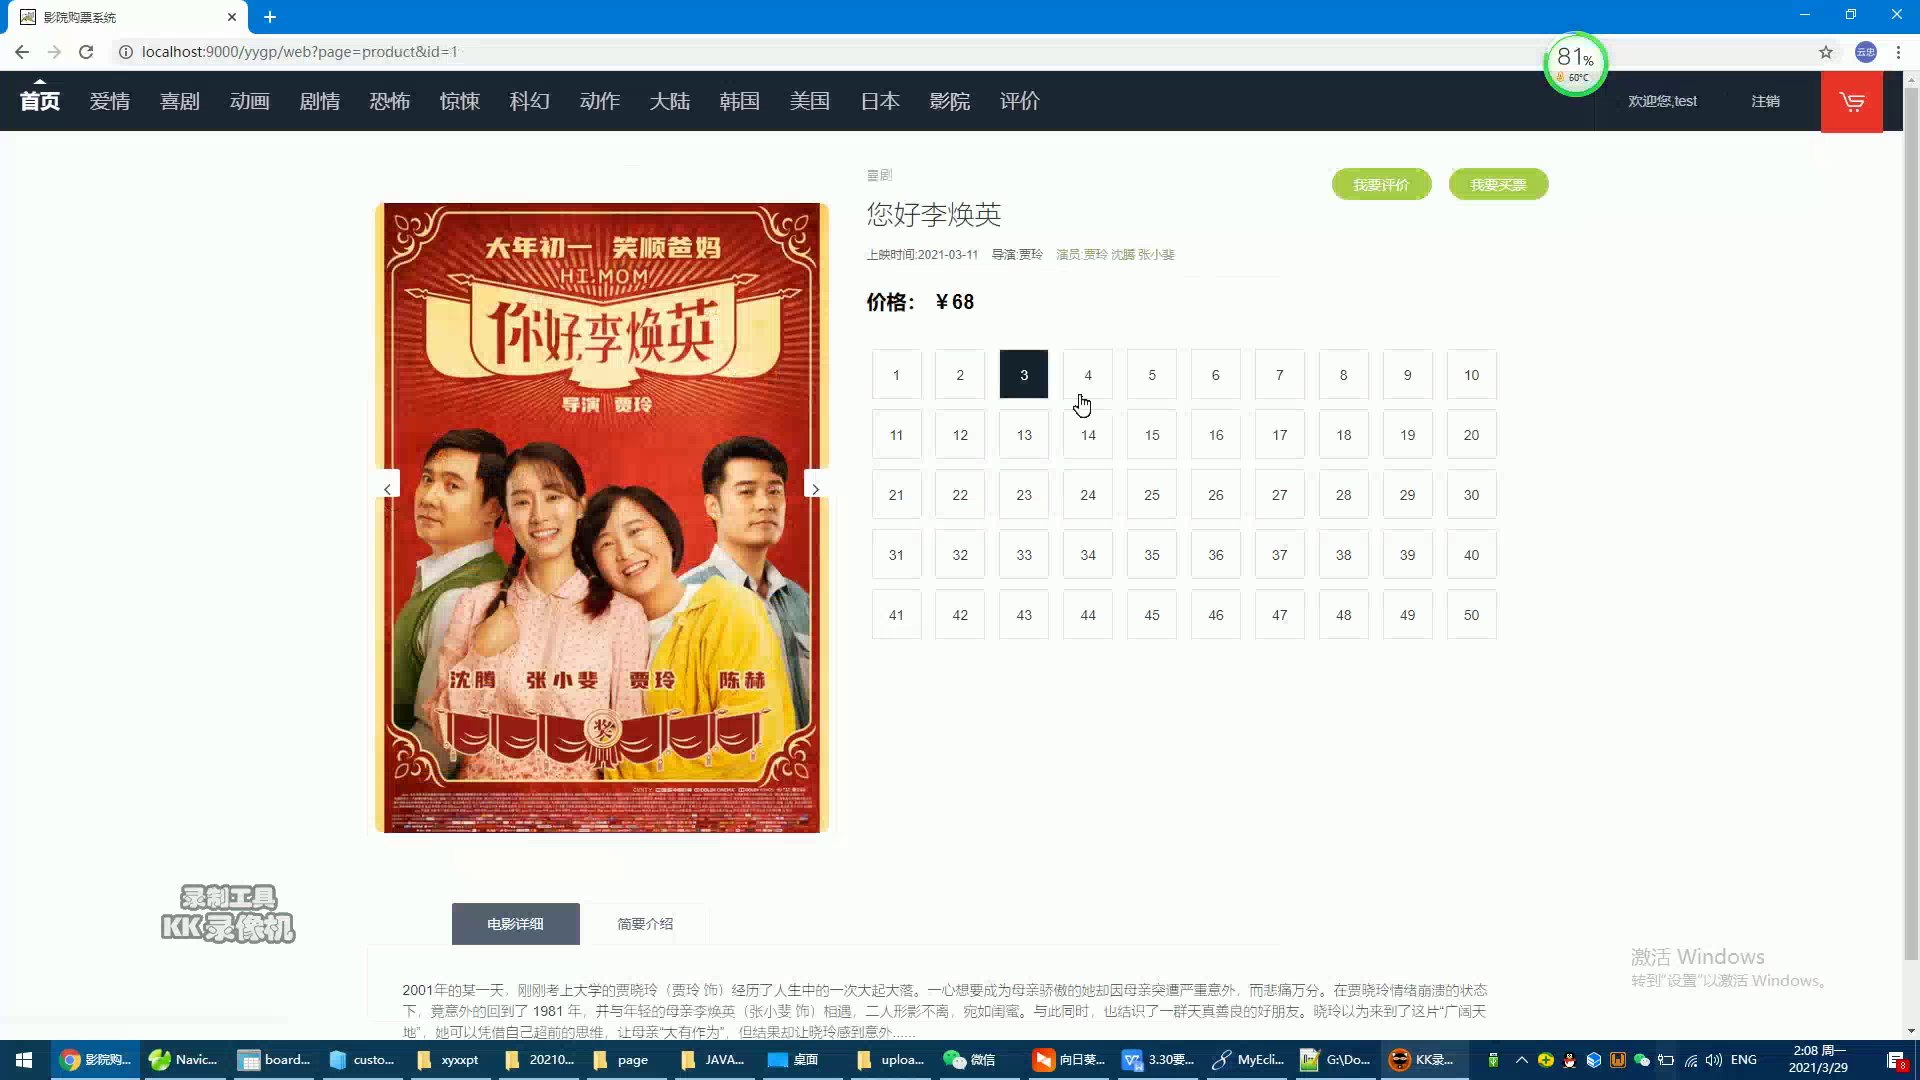 影院购票系统
localhost:9000/yygp/web?page=product&id=1
81%
60°C
云忠
首页 爱情 喜剧 动画 剧情 恐怖 惊悚 科幻 动作 大陆 韩国 美国 日本 影院 评价
欢迎您,test 注销
喜剧
我要评价 我要买票
您好李焕英
上映时间:2021-03-11 导演:贾玲 演员:贾玲 沈腾 张小斐
价格: ¥68
1 2 3 4 5 6 7 8 9 10
11 12 13 14 15 16 17 18 19 20
21 22 23 24 25 26 27 28 29 30
31 32 33 34 35 36 37 38 39 40
41 42 43 44 45 46 47 48 49 50
大年初一 笑顺爸妈
HI,MOM
你好,李焕英
导演 贾玲
沈腾 张小斐 贾玲 陈赫
奖
录制工具
KK录像机
电影详细 简要介绍
2001年的某一天，刚刚考上大学的贾晓玲（贾玲 饰）经历了人生中的一次大起大落。一心想要成为母亲骄傲的她却因母亲突遭严重意外，而悲痛万分。在贾晓玲情绪崩溃的状态
下，竟意外的回到了 1981 年，并与年轻的母亲李焕英（张小斐 饰）相遇，二人形影不离，宛如闺蜜。与此同时，也结识了一群天真善良的好朋友。晓玲以为来到了这片“广阔天
地”，她可以凭借自己超前的思维，让母亲“大有作为”，但结果却让晓玲感到意外......
激活 Windows
转到“设置”以激活 Windows。
影院购... Navic... board... custo... xyxxpt 20210... page JAVA... 桌面 uploa... 微信 向日葵... 3.30要... MyEcli... G:\Do... KK录... ENG
2:08 周一
2021/3/29
8